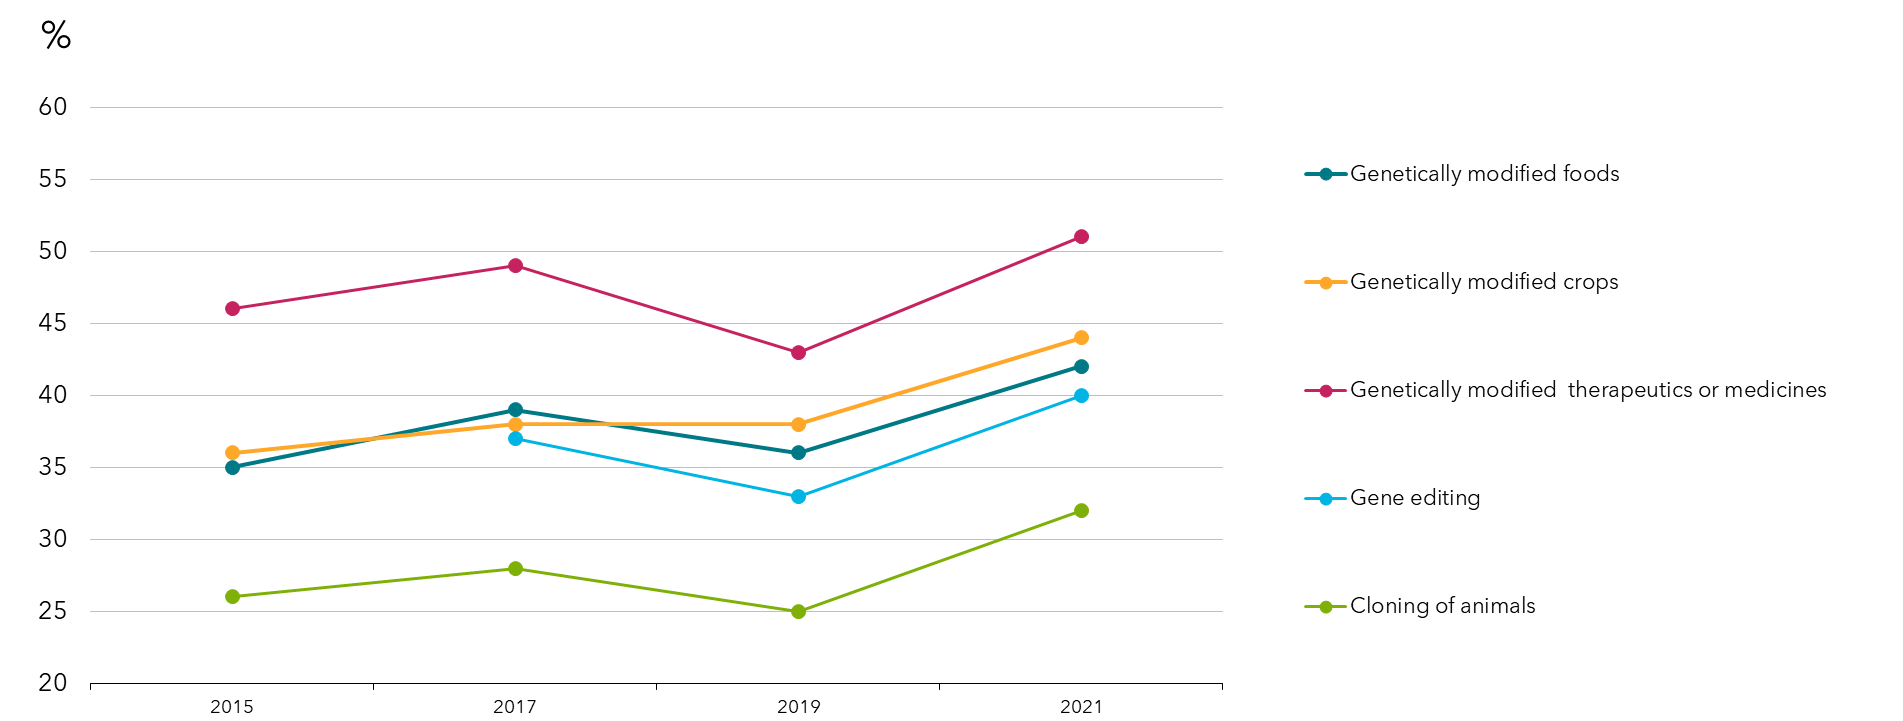 %
60
55
50
45
40
35
30
25
20
2015 2017 2019 2021
Genetically modified foods
Genetically modified crops
Genetically modified  therapeutics or medicines
Gene editing
Cloning of animals